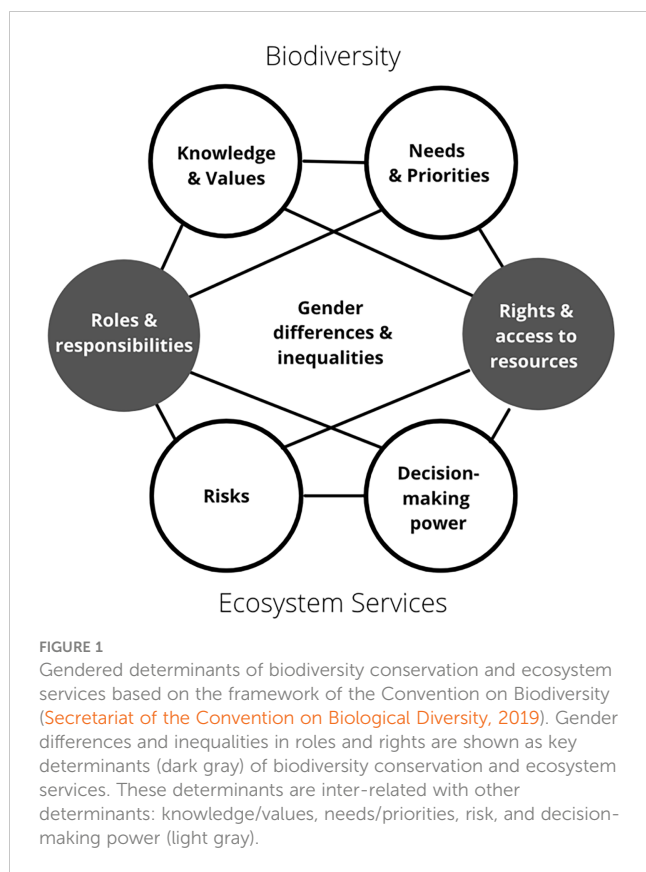 Biodiversity
Knowledge
& Values
Needs
& Priorities
Roles &
responsibilities
Gender
differences &
inequalities
Rights &
access to
resources
Risks
Decision-
making
power
Ecosystem Services
FIGURE 1
Gendered determinants of biodiversity conservation and ecosystem
services based on the framework of the Convention on Biodiversity
(Secretariat of the Convention on Biological Diversity, 2019). Gender
differences and inequalities in roles and rights are shown as key
determinants (dark gray) of biodiversity conservation and ecosystem
services. These determinants are inter-related with other
determinants: knowledge/values, needs/priorities, risk, and decision-
making power (light gray).